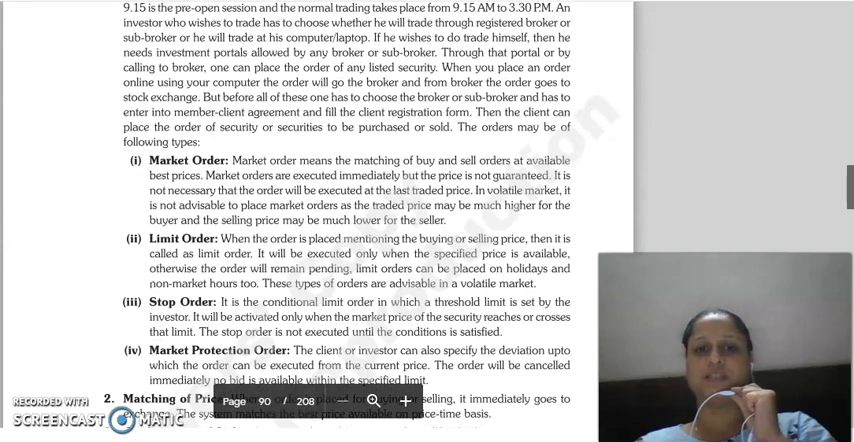 9.15 is the pre-open session and the normal trading takes place from 9.15 AM to 3.30 P.M. An
investor who wishes to trade has to choose whether he will trade through registered broker or
sub-broker or he will trade at his computer/laptop. If he wishes to do trade himself, then he
needs investment portals allowed by any broker or sub-broker. Through that portal or by
calling to broker, one can place the order of any listed security. When you place an order
online using your computer the order will go the broker and from broker the order goes to
stock exchange. But before all of these one has to choose the broker or sub-broker and has to
enter into member-client agreement and fill the client registration form. Then the client can
place the order of security or securities to be purchased or sold. The orders may be of
following types:
(i) Market Order: Market order means the matching of buy and sell orders at available
best prices. Market orders are executed immediately but the price is not guaranteed. It is
not necessary that the order will be executed at the last traded price. In volatile market, it
is not advisable to place market orders as the traded price may be much higher for the
buyer and the selling price may be much lower for the seller.
(ii) Limit Order: When the order is placed mentioning the buying or selling price, then it is
called as limit order. It will be executed only when the specified price is available,
otherwise the order will remain pending, limit orders can be placed on holidays and
non-market hours too. These types of orders are advisable in a volatile market.
(iii) Stop Order: It is the conditional limit order in which a threshold limit is set by the
investor. It will be activated only when the market price of the security reaches or crosses
that limit. The stop order is not executed until the conditions is satisfied.
(iv) Market Protection Order: The client or investor can also specify the deviation upto
which the order can be executed from the current price. The order will be cancelled
immediately no bid is available within the specified limit.
2. Matching of Price selling, it immediately goes to
exchange. The system matches the best price available on price-time basis.
Page 90 / 208
RECORDED WITH
SCREENCAST MATIC